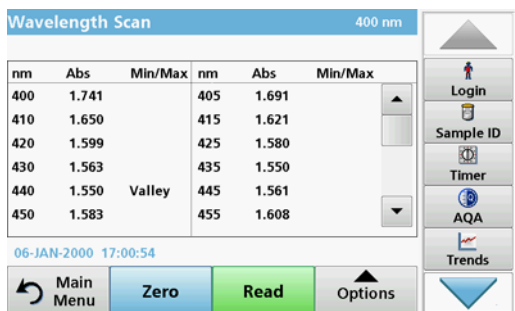 Wavelength Scan 400 nm
nm Abs Min/Max nm Abs Min/Max
400 1.741 405 1.691
410 1.650 415 1.621
420 1.599 425 1.580
430 1.563 435 1.550
440 1.550 Valley 445 1.561
450 1.583 455 1.608
06-JAN-2000 17:00:54
Main Menu
Zero
Read
Options
Login
Sample ID
Timer
AQA
Trends